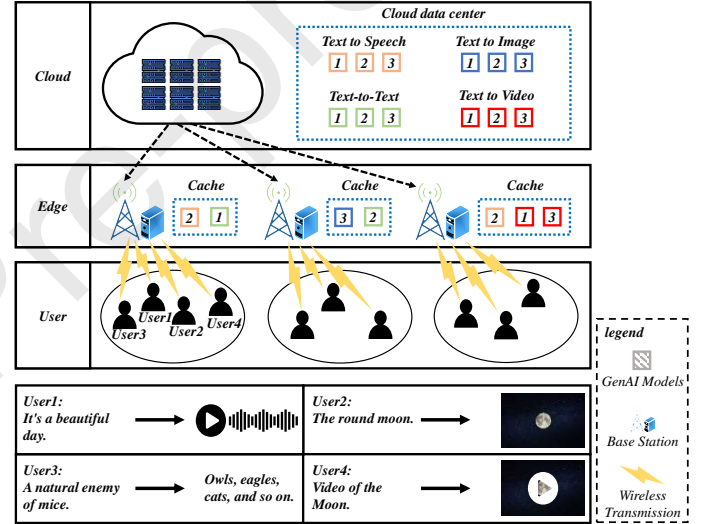 Cloud data center
Text to Speech
Text to Image
1 2 3
1 2 3
Cloud
Text-to-Text
Text to Video
1 2 3
1 2 3
Edge
Cache
2 1
Cache
3 2
Cache
2 1 3
User
User1
User3
User2
User4
legend
GenAI Models
Base Station
Wireless
Transmission
User1:
It's a beautiful
day.
User2:
The round moon.
User3:
A natural enemy
of mice.
Owls, eagles,
cats, and so on.
User4:
Video of the
Moon.